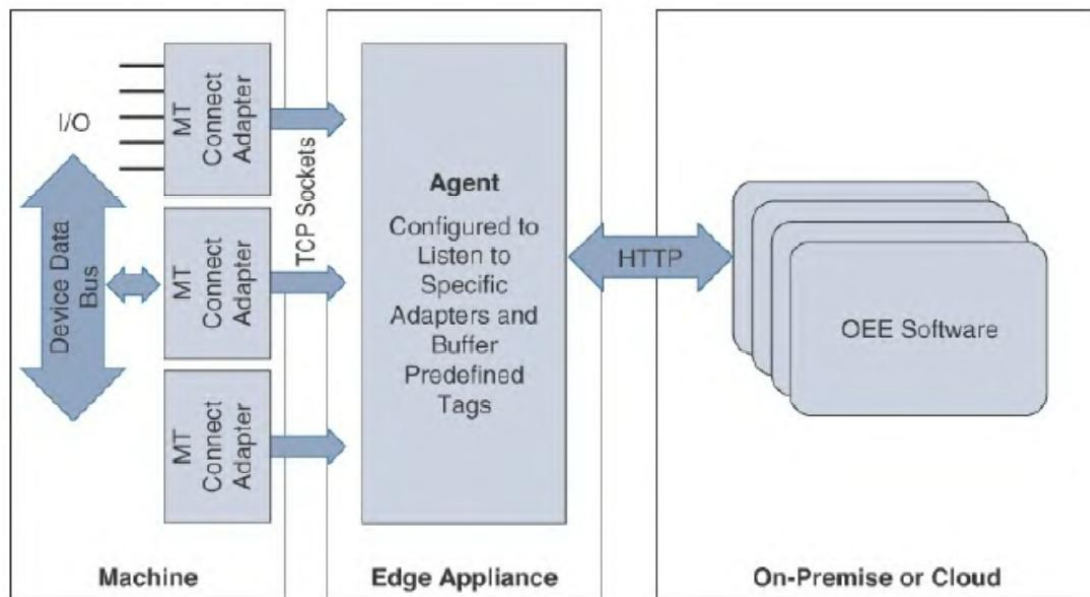 I/O
Device Data
Bus
MT
Connect
Adapter
MT
Connect
Adapter
MT
Connect
Adapter
TCP Sockets
Machine
Agent
Configured to
Listen to
Specific
Adapters and
Buffer
Predefined
Tags
Edge Appliance
HTTP
OEE Software
On-Premise or Cloud